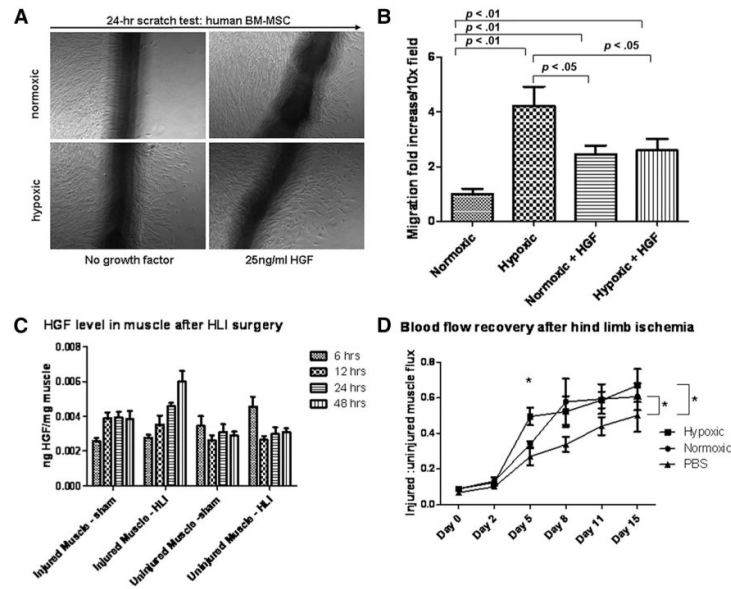 A
24-hr scratch test: human BM-MSC
normoxic
hypoxic
No growth factor
25ng/ml HGF
B
Migration fold increase/10x field
6
4
2
0
p < .01
p < .01
p < .01
p < .05
p < .05
Normoxic
Hypoxic
Normoxic + HGF
Hypoxic + HGF
C
HGF level in muscle after HLI surgery
ng HGF/mg muscle
0.008
0.006
0.004
0.002
0.000
6 hrs
12 hrs
24 hrs
48 hrs
Injured Muscle - sham
Injured Muscle - HLI
Uninjured Muscle -sham
Uninjured Muscle - HLI
D
Blood flow recovery after hind limb ischemia
Injured :uninjured muscle flux
0.8
0.6
0.4
0.2
0.0
*
*
*
Hypoxic
Normoxic
PBS
Day 0
Day 2
Day 5
Day 8
Day 11
Day 15